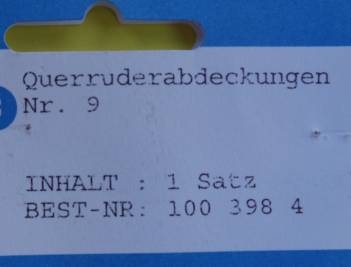 Querruderabdeckungen
Nr. 9
INHALT : 1 Satz
BEST-NR: 100 398 4